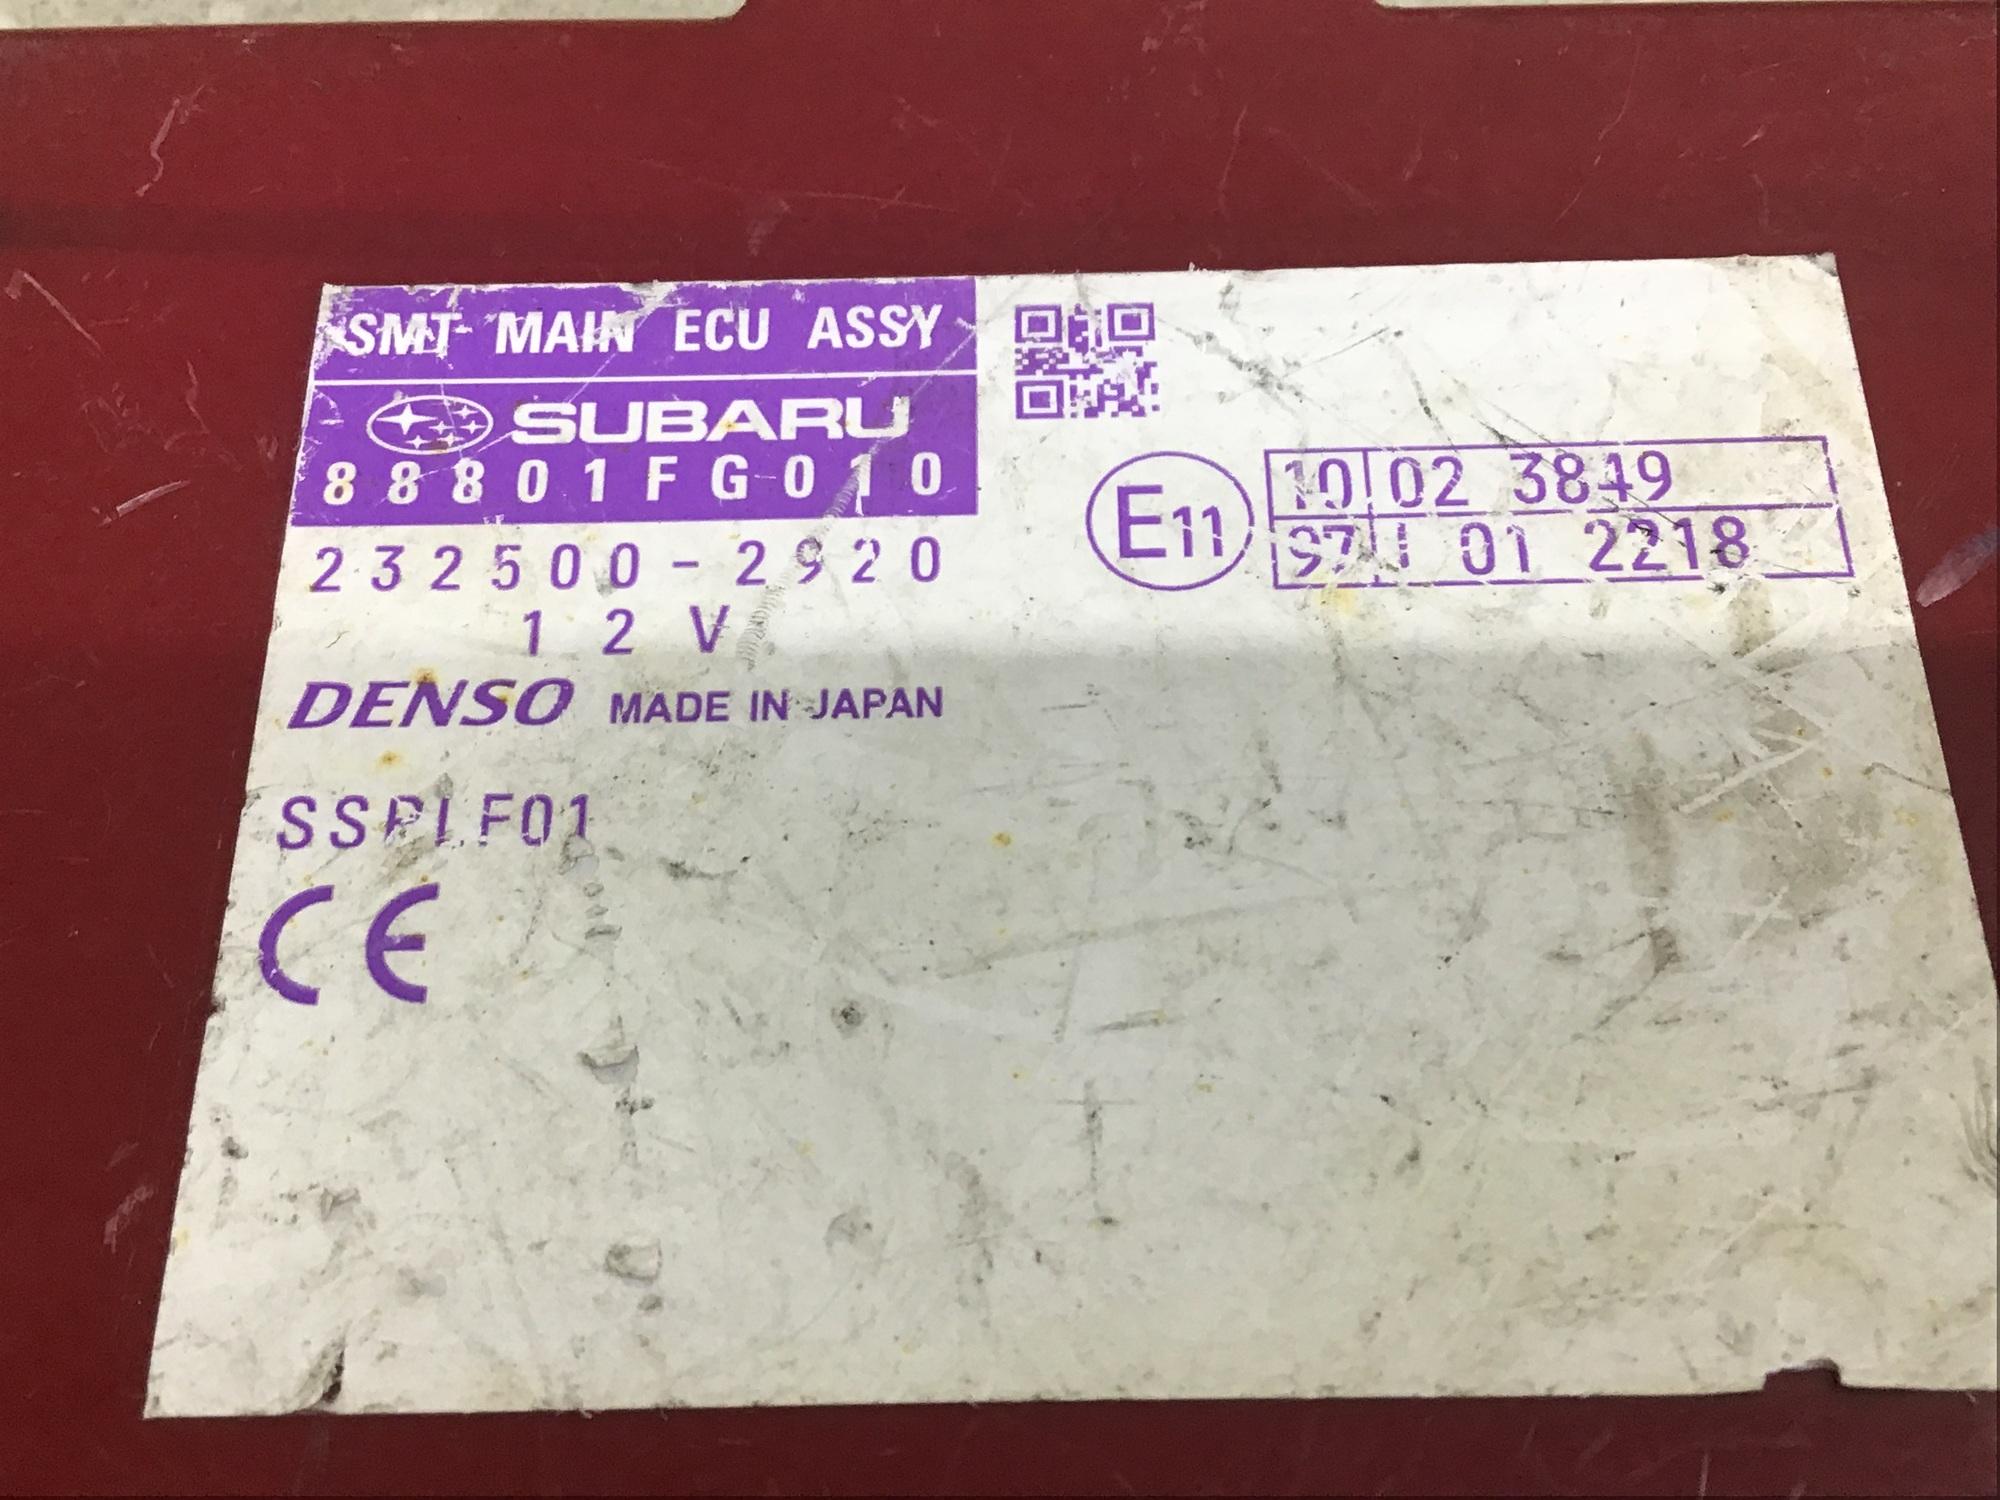 SMT MAIN ECU ASSY
SUBARU
88801FG010
232500-2920
12V
DENSO MADE IN JAPAN
SSPLF01
CE
E11
10 02 3849
97 I 01 2218